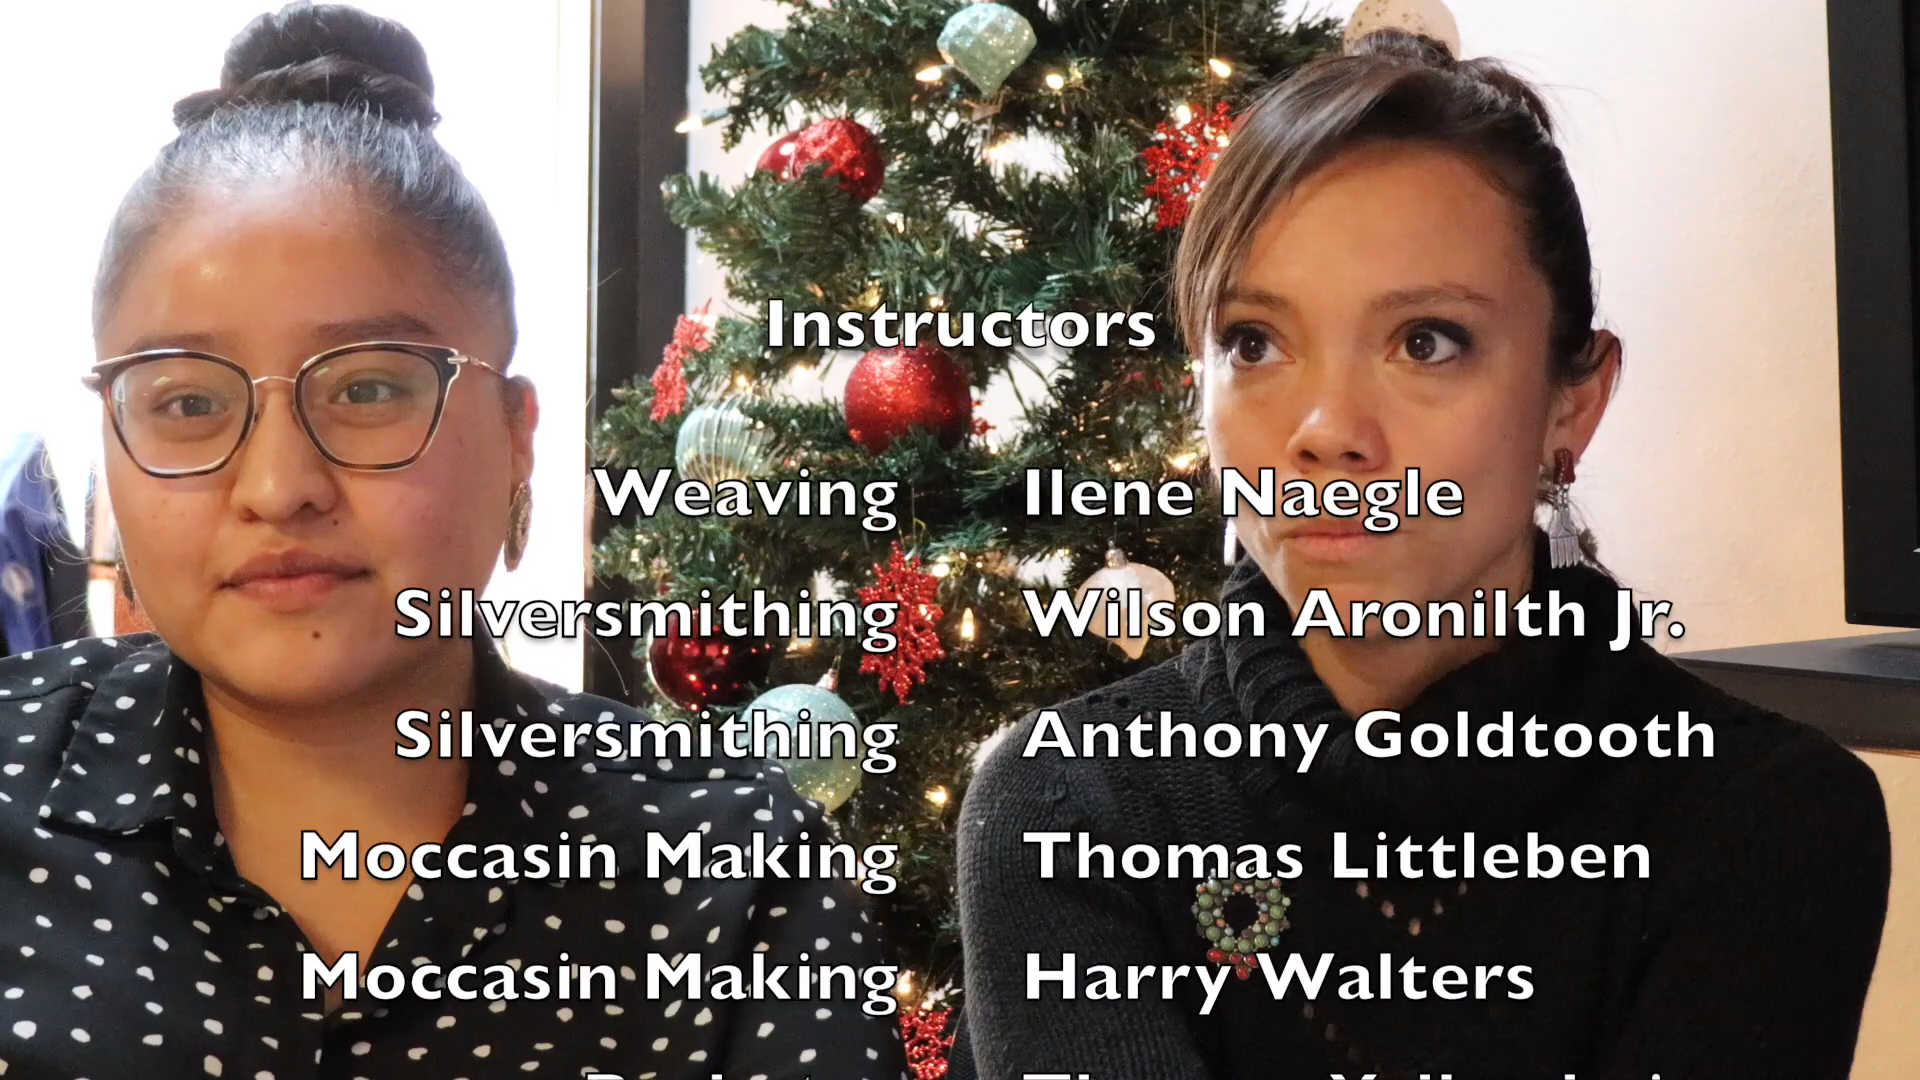 Instructors
Weaving Ilene Naegle
Silversmithing Wilson Aronilth Jr.
Silversmithing Anthony Goldtooth
Moccasin Making Thomas Littleben
Moccasin Making Harry Walters